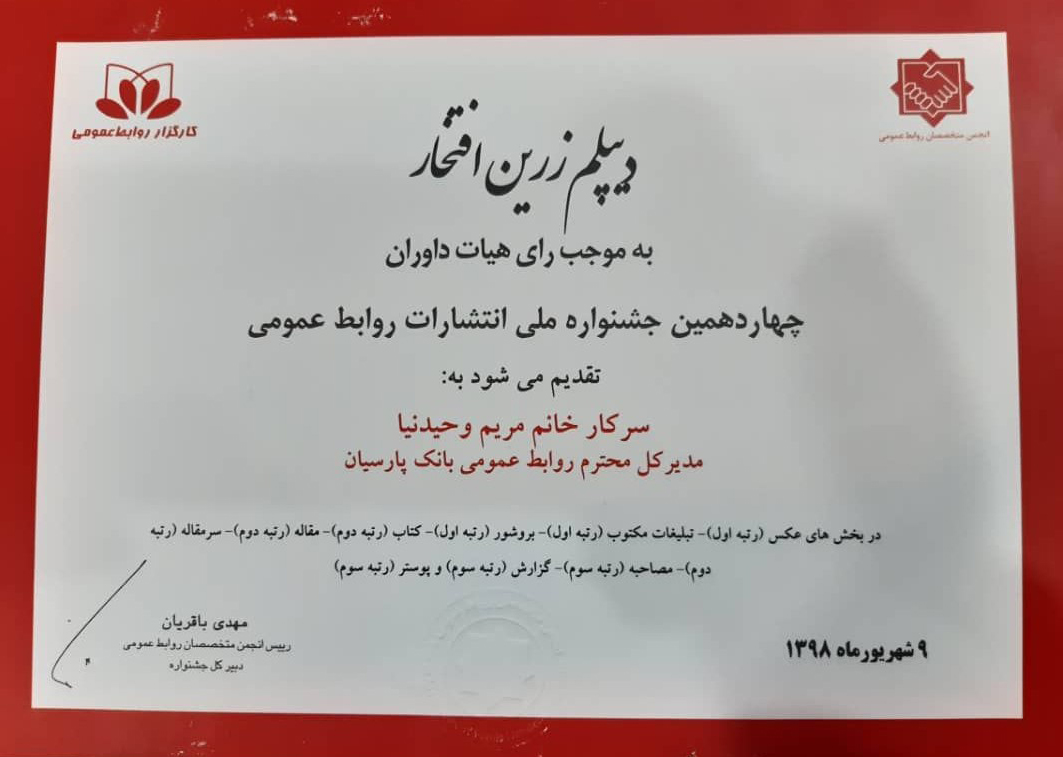 کارگزار روابط‌عمومی
انجمن متخصصان روابط عمومی
دیپلم زرین افتخار
به موجب رای هیات داوران
چهاردهمین جشنواره ملی انتشارات روابط عمومی
تقدیم می شود به:
سرکار خانم مریم وحیدنیا
مدیرکل محترم روابط عمومی بانک پارسیان
در بخش های عکس (رتبه اول)- تبلیغات مکتوب (رتبه اول)- بروشور (رتبه اول)- کتاب (رتبه دوم)- مقاله (رتبه دوم)- سرمقاله (رتبه
دوم)- مصاحبه (رتبه سوم)- گزارش (رتبه سوم) و پوستر (رتبه سوم)
مهدی باقریان
رییس انجمن متخصصان روابط عمومی
دبیر کل جشنواره
۹ شهریورماه ۱۳۹۸